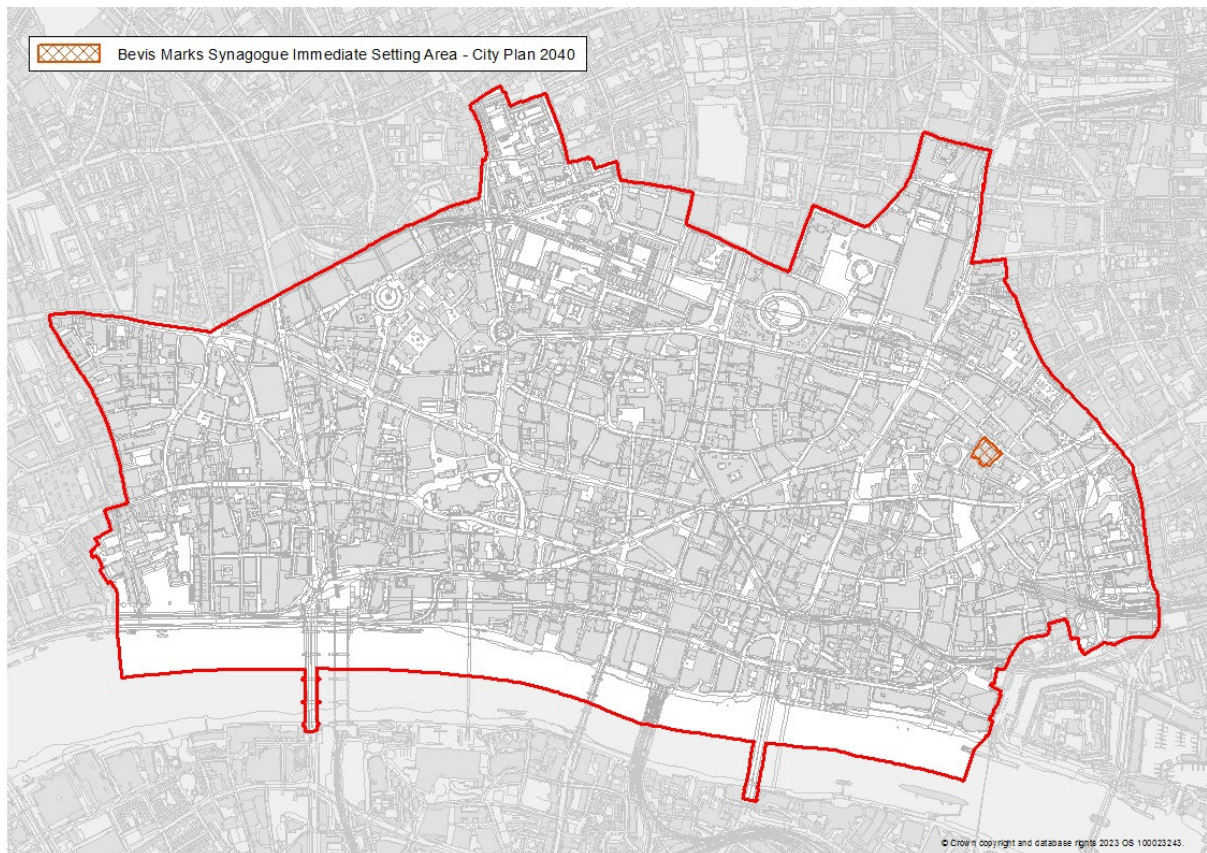 Bevis Marks Synagogue Immediate Setting Area - City Plan 2040
© Crown copyright and database rights 2023 OS 100023243.